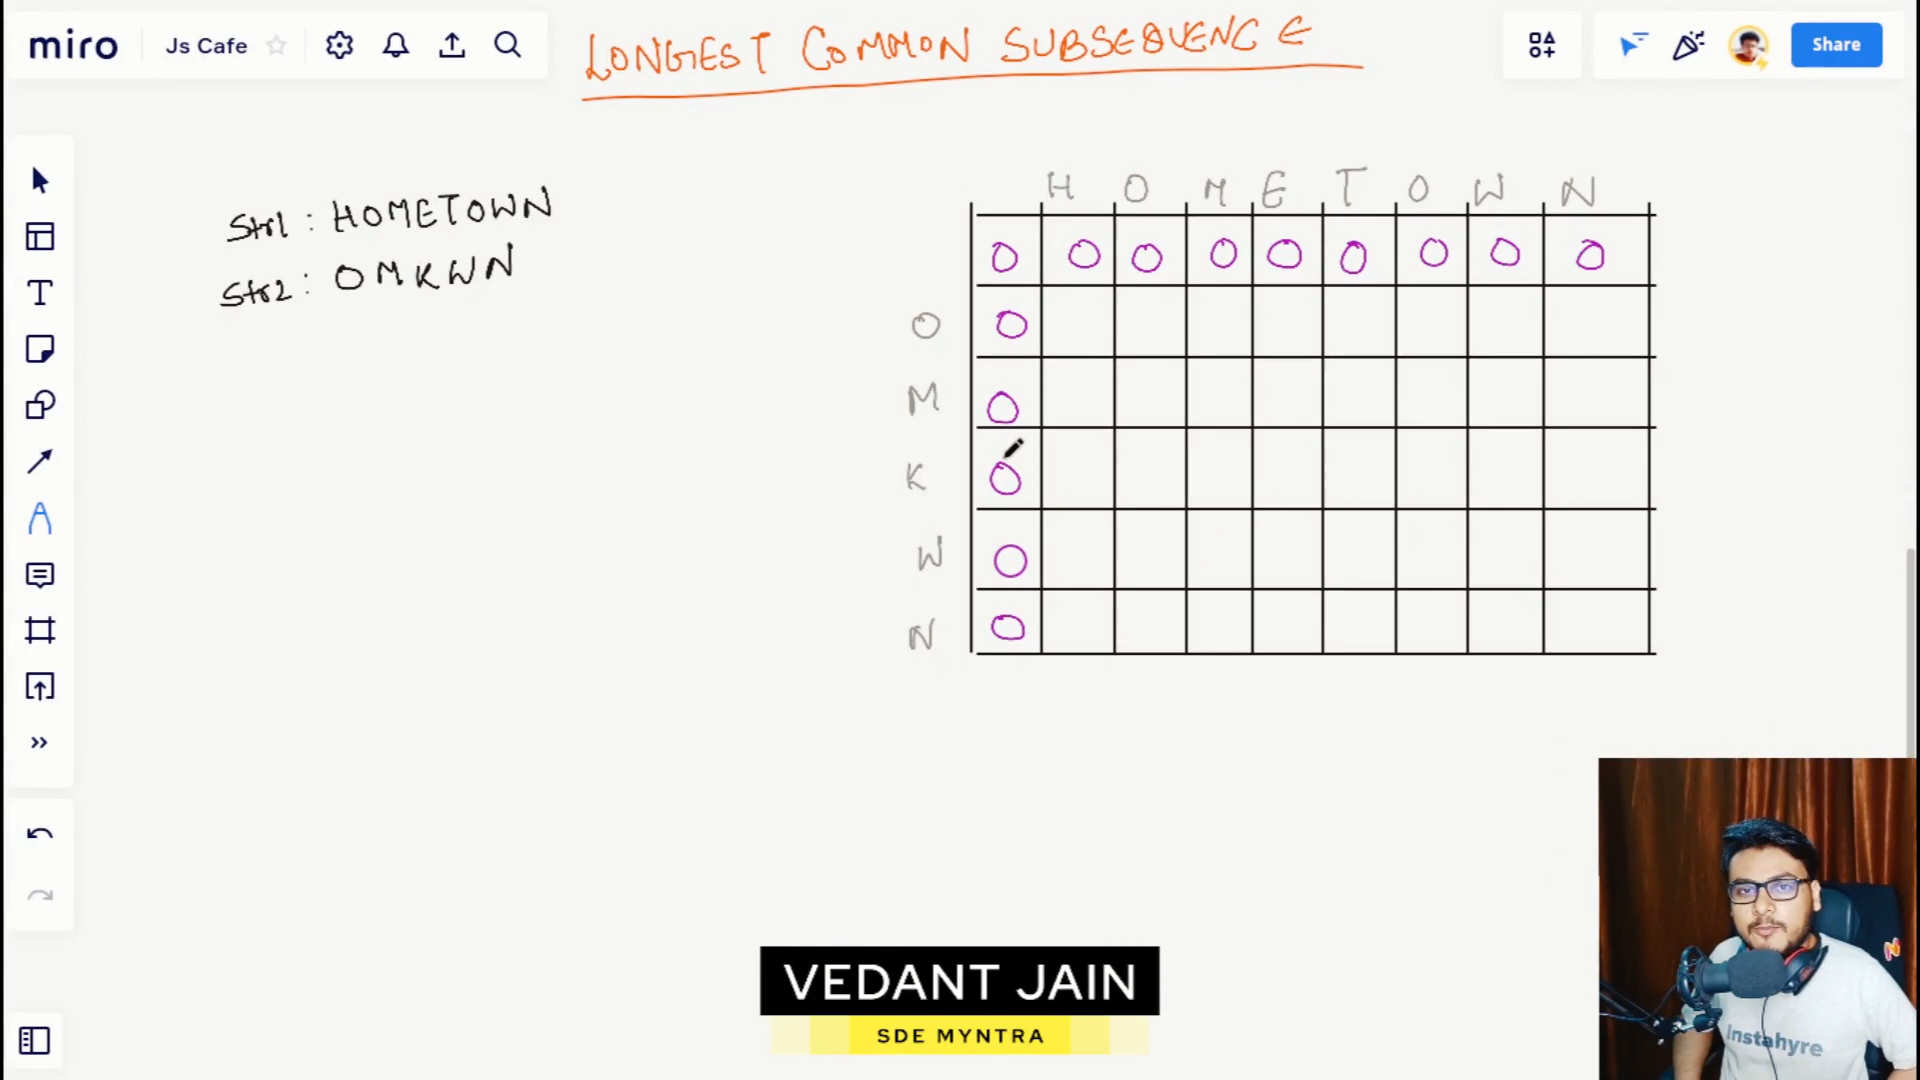 miro Js Cafe
LONGEST COMMON SUBSEQUENCE
Share
Str1 : HOMETOWN
Str2 : OMKWN
H O M E T O W N
0 0 0 0 0 0 0 0 0
O 0
M 0
K 0
W 0
N 0
VEDANT JAIN
SDE MYNTRA
Instahyre